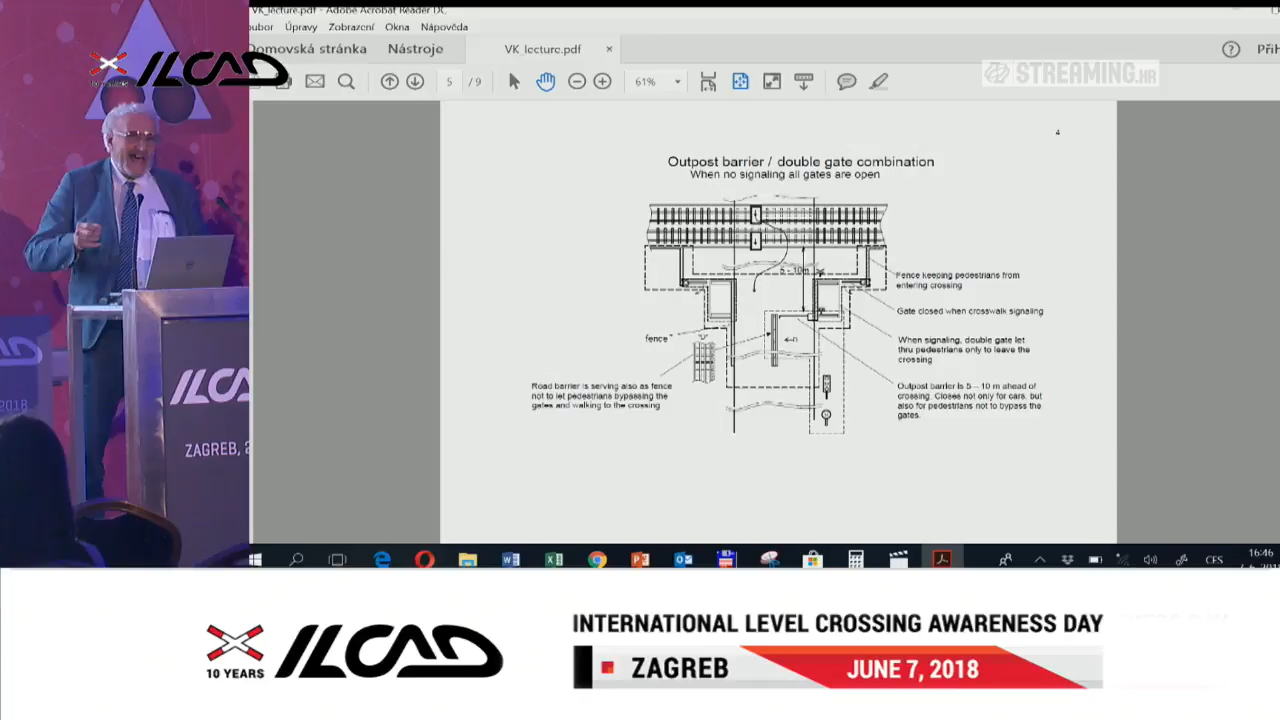 VK_lecture.pdf - Adobe Acrobat Reader DC
oubor Úpravy Zobrazení Okna Nápověda
Domovská stránka Nástroje VK_lecture.pdf × Přih
5 / 9 61%
ILCAD
10 YEARS
STREAMING.HR
4
Outpost barrier / double gate combination
When no signaling all gates are open
5 - 10m
Fence keeping pedestrians from
entering crossing
Gate closed when crosswalk signaling
fence
When signaling, double gate let
thru pedestrians only to leave the
crossing
Road barrier is serving also as fence
not to let pedestrians bypassing the
gates and walking to the crossing
Outpost barrier is 5 – 10 m ahead of
crossing. Closes not only for cars, but
also for pedestrians not to bypass the
gates.
ILCAD
2018
ZAGREB, 2
CES
16:46
ILCAD
10 YEARS
INTERNATIONAL LEVEL CROSSING AWARENESS DAY
ZAGREB
JUNE 7, 2018